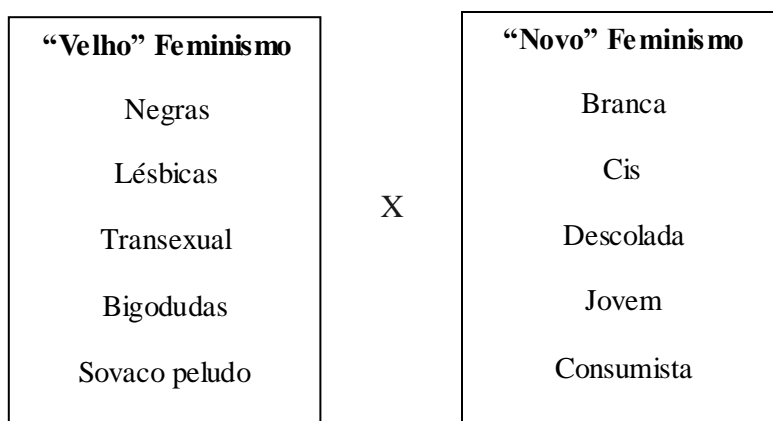 “Velho” Feminismo
Negras
Lésbicas
Transexual
Bigodudas
Sovaco peludo
X
“Novo” Feminismo
Branca
Cis
Descolada
Jovem
Consumista